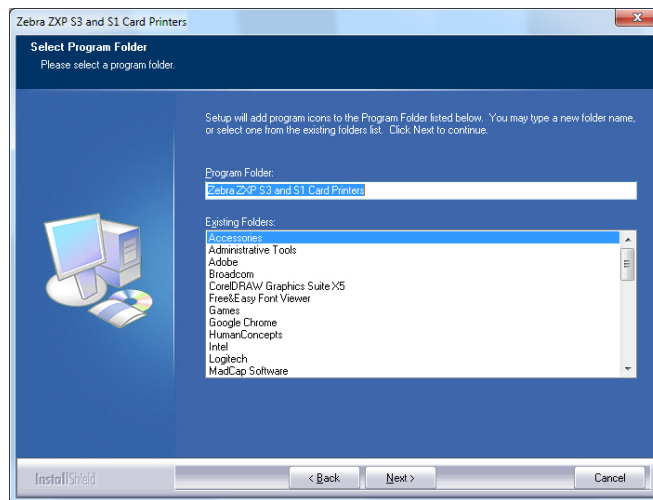 Zebra ZXP S3 and S1 Card Printers
Select Program Folder
Please select a program folder.
Setup will add program icons to the Program Folder listed below. You may type a new folder name,
or select one from the existing folders list. Click Next to continue.
Program Folder:
Zebra ZXP S3 and S1 Card Printers
Existing Folders:
Accessories
Administrative Tools
Adobe
Broadcom
CorelDRAW Graphics Suite X5
Free&Easy Font Viewer
Games
Google Chrome
HumanConcepts
Intel
Logitech
MadCap Software
InstallShield
< Back
Next >
Cancel